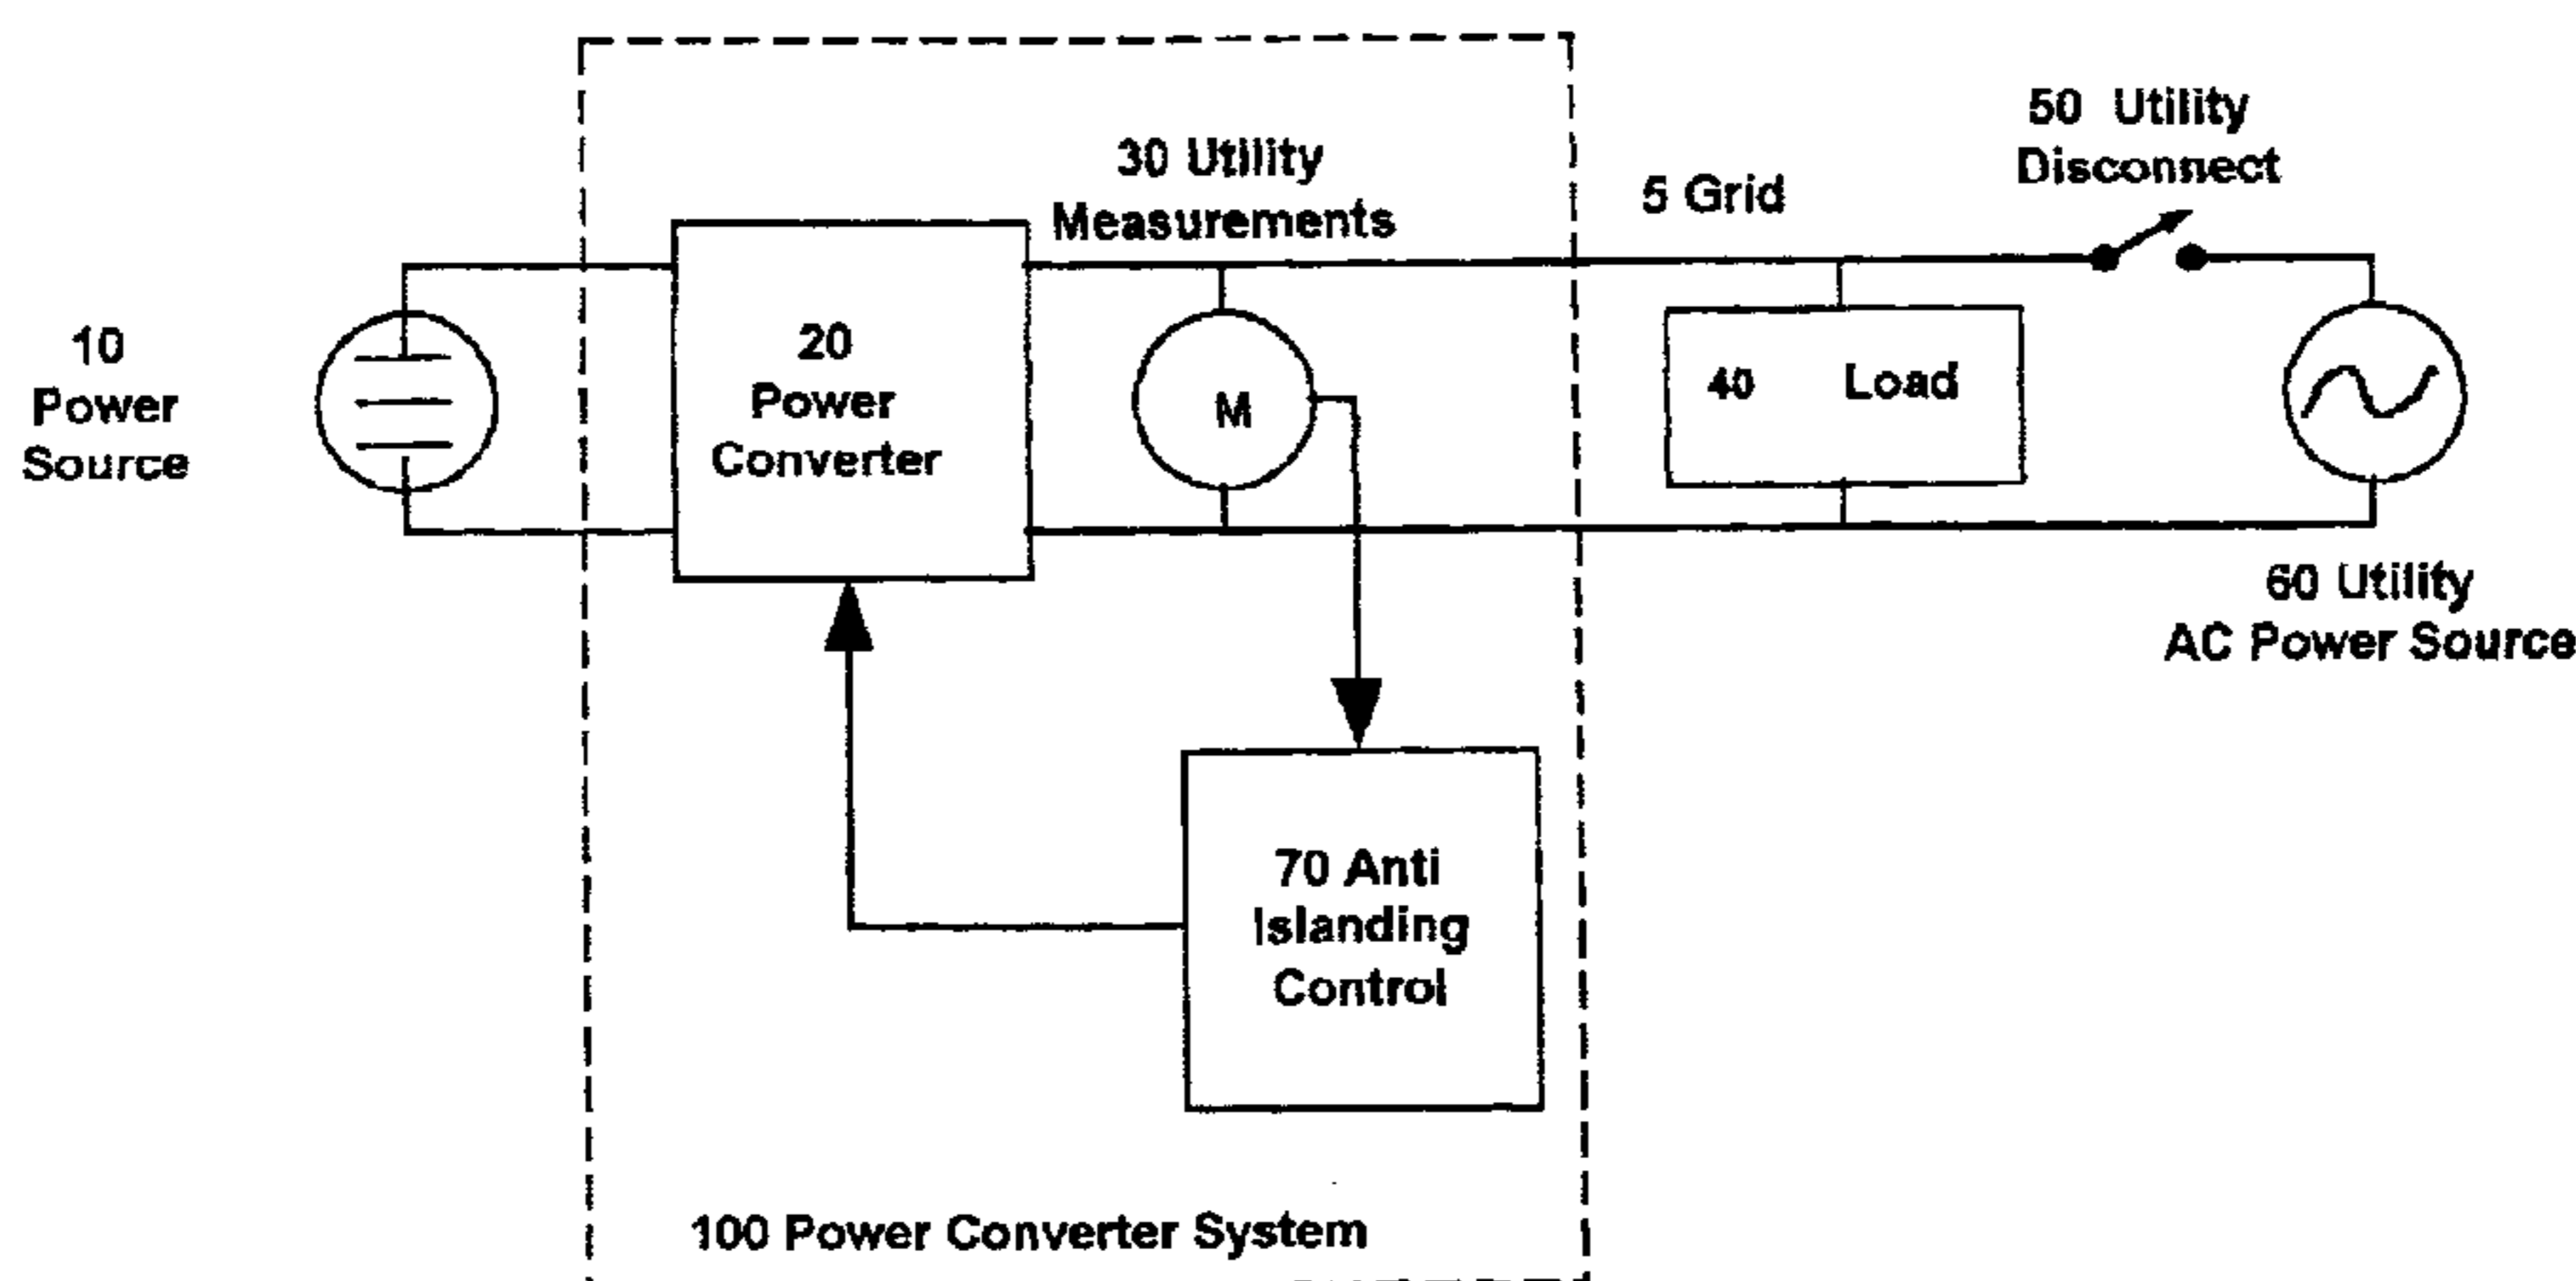 10
Power
Source
20
Power
Converter
30 Utility
Measurements
M
5 Grid
40 Load
50 Utility
Disconnect
60 Utility
AC Power Source
70 Anti
Islanding
Control
100 Power Converter System